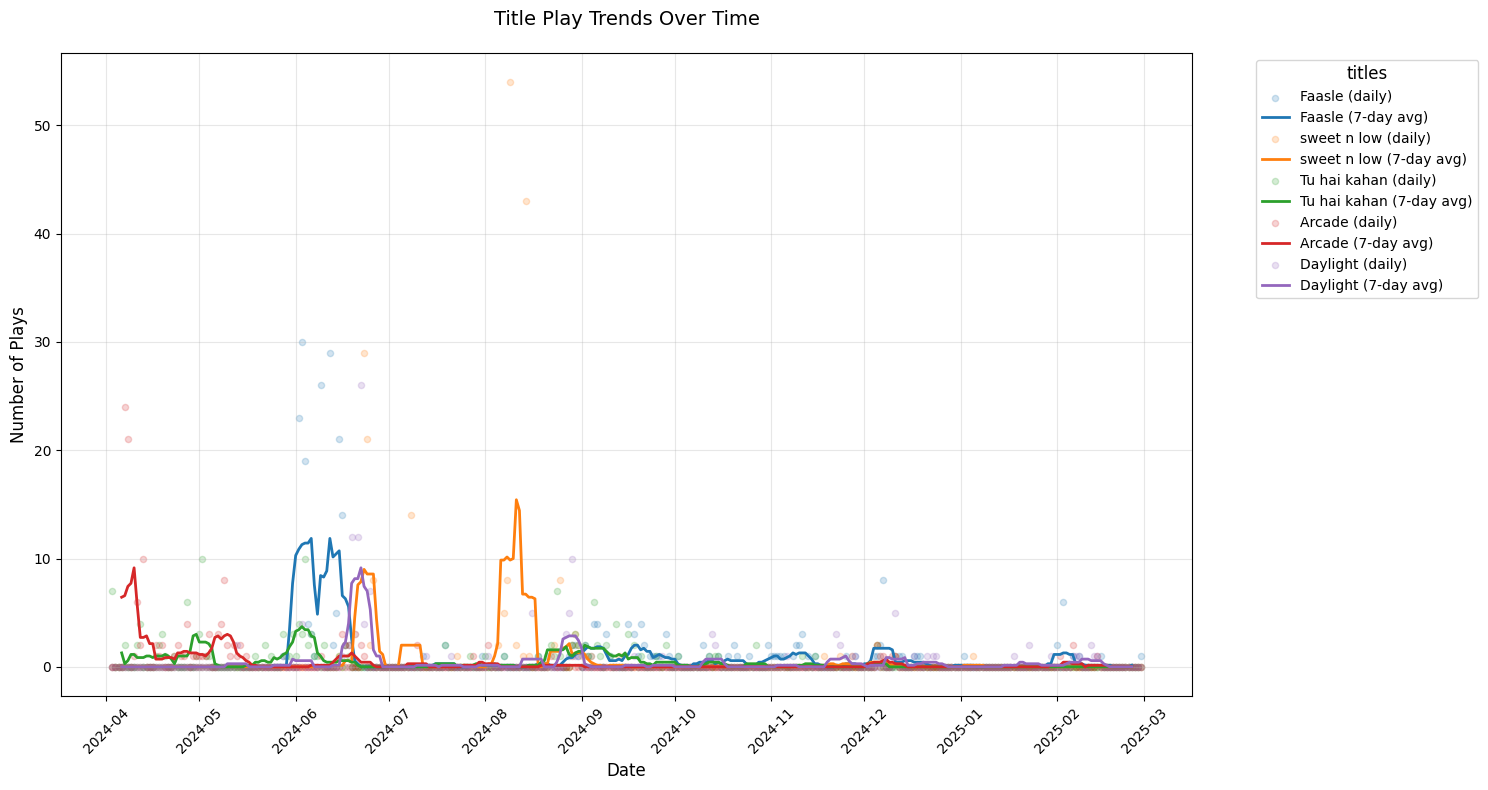 Title Play Trends Over Time
Number of Plays
50
40
30
20
10
0
2024-04
2024-05
2024-06
2024-07
2024-08
2024-09
2024-10
2024-11
2024-12
2025-01
2025-02
2025-03
Date
titles
Faasle (daily)
Faasle (7-day avg)
sweet n low (daily)
sweet n low (7-day avg)
Tu hai kahan (daily)
Tu hai kahan (7-day avg)
Arcade (daily)
Arcade (7-day avg)
Daylight (daily)
Daylight (7-day avg)